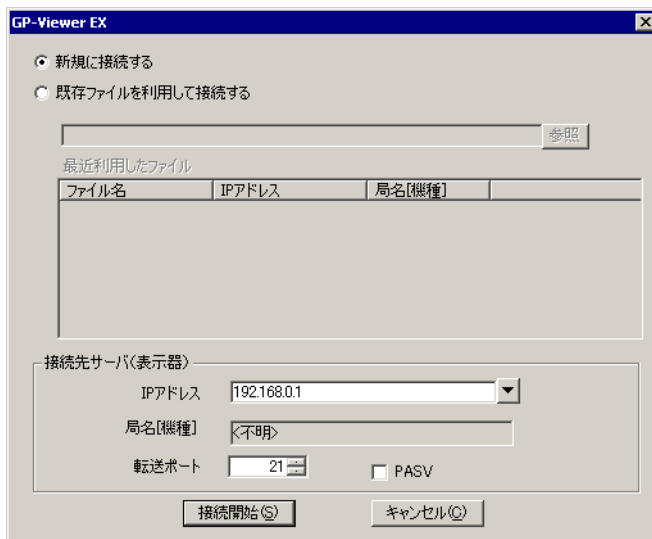 GP-Viewer EX
新規に接続する
既存ファイルを利用して接続する
参照
最近利用したファイル
ファイル名 IPアドレス 局名[機種]
接続先サーバ(表示器)
IPアドレス 192.168.0.1
局名[機種] <不明>
転送ポート 21 PASV
接続開始(S) キャンセル(C)